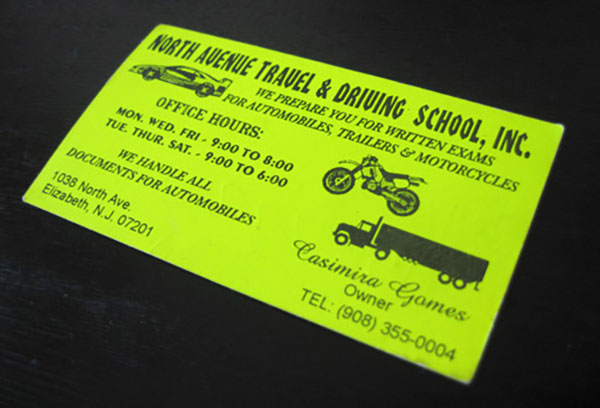 NORTH AVENUE TRAVEL & DRIVING SCHOOL, INC.
WE PREPARE YOU FOR WRITTEN EXAMS
FOR AUTOMOBILES, TRAILERS & MOTORCYCLES
OFFICE HOURS:
MON. WED, FRI - 9:00 TO 8:00
TUE. THUR. SAT. - 9:00 TO 6:00
WE HANDLE ALL
DOCUMENTS FOR AUTOMOBILES
1036 North Ave.
Elizabeth, N.J. 07201
Casimira Gomes
Owner
TEL: (908) 355-0004